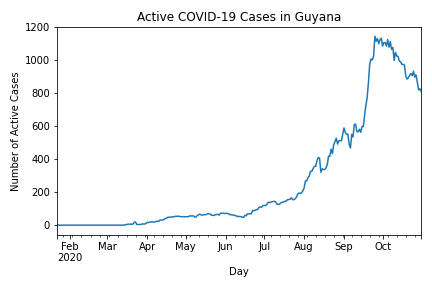 Active COVID-19 Cases in Guyana
Number of Active Cases
1200
1000
800
600
400
200
0
Feb Mar Apr May Jun Jul Aug Sep Oct
2020
Day